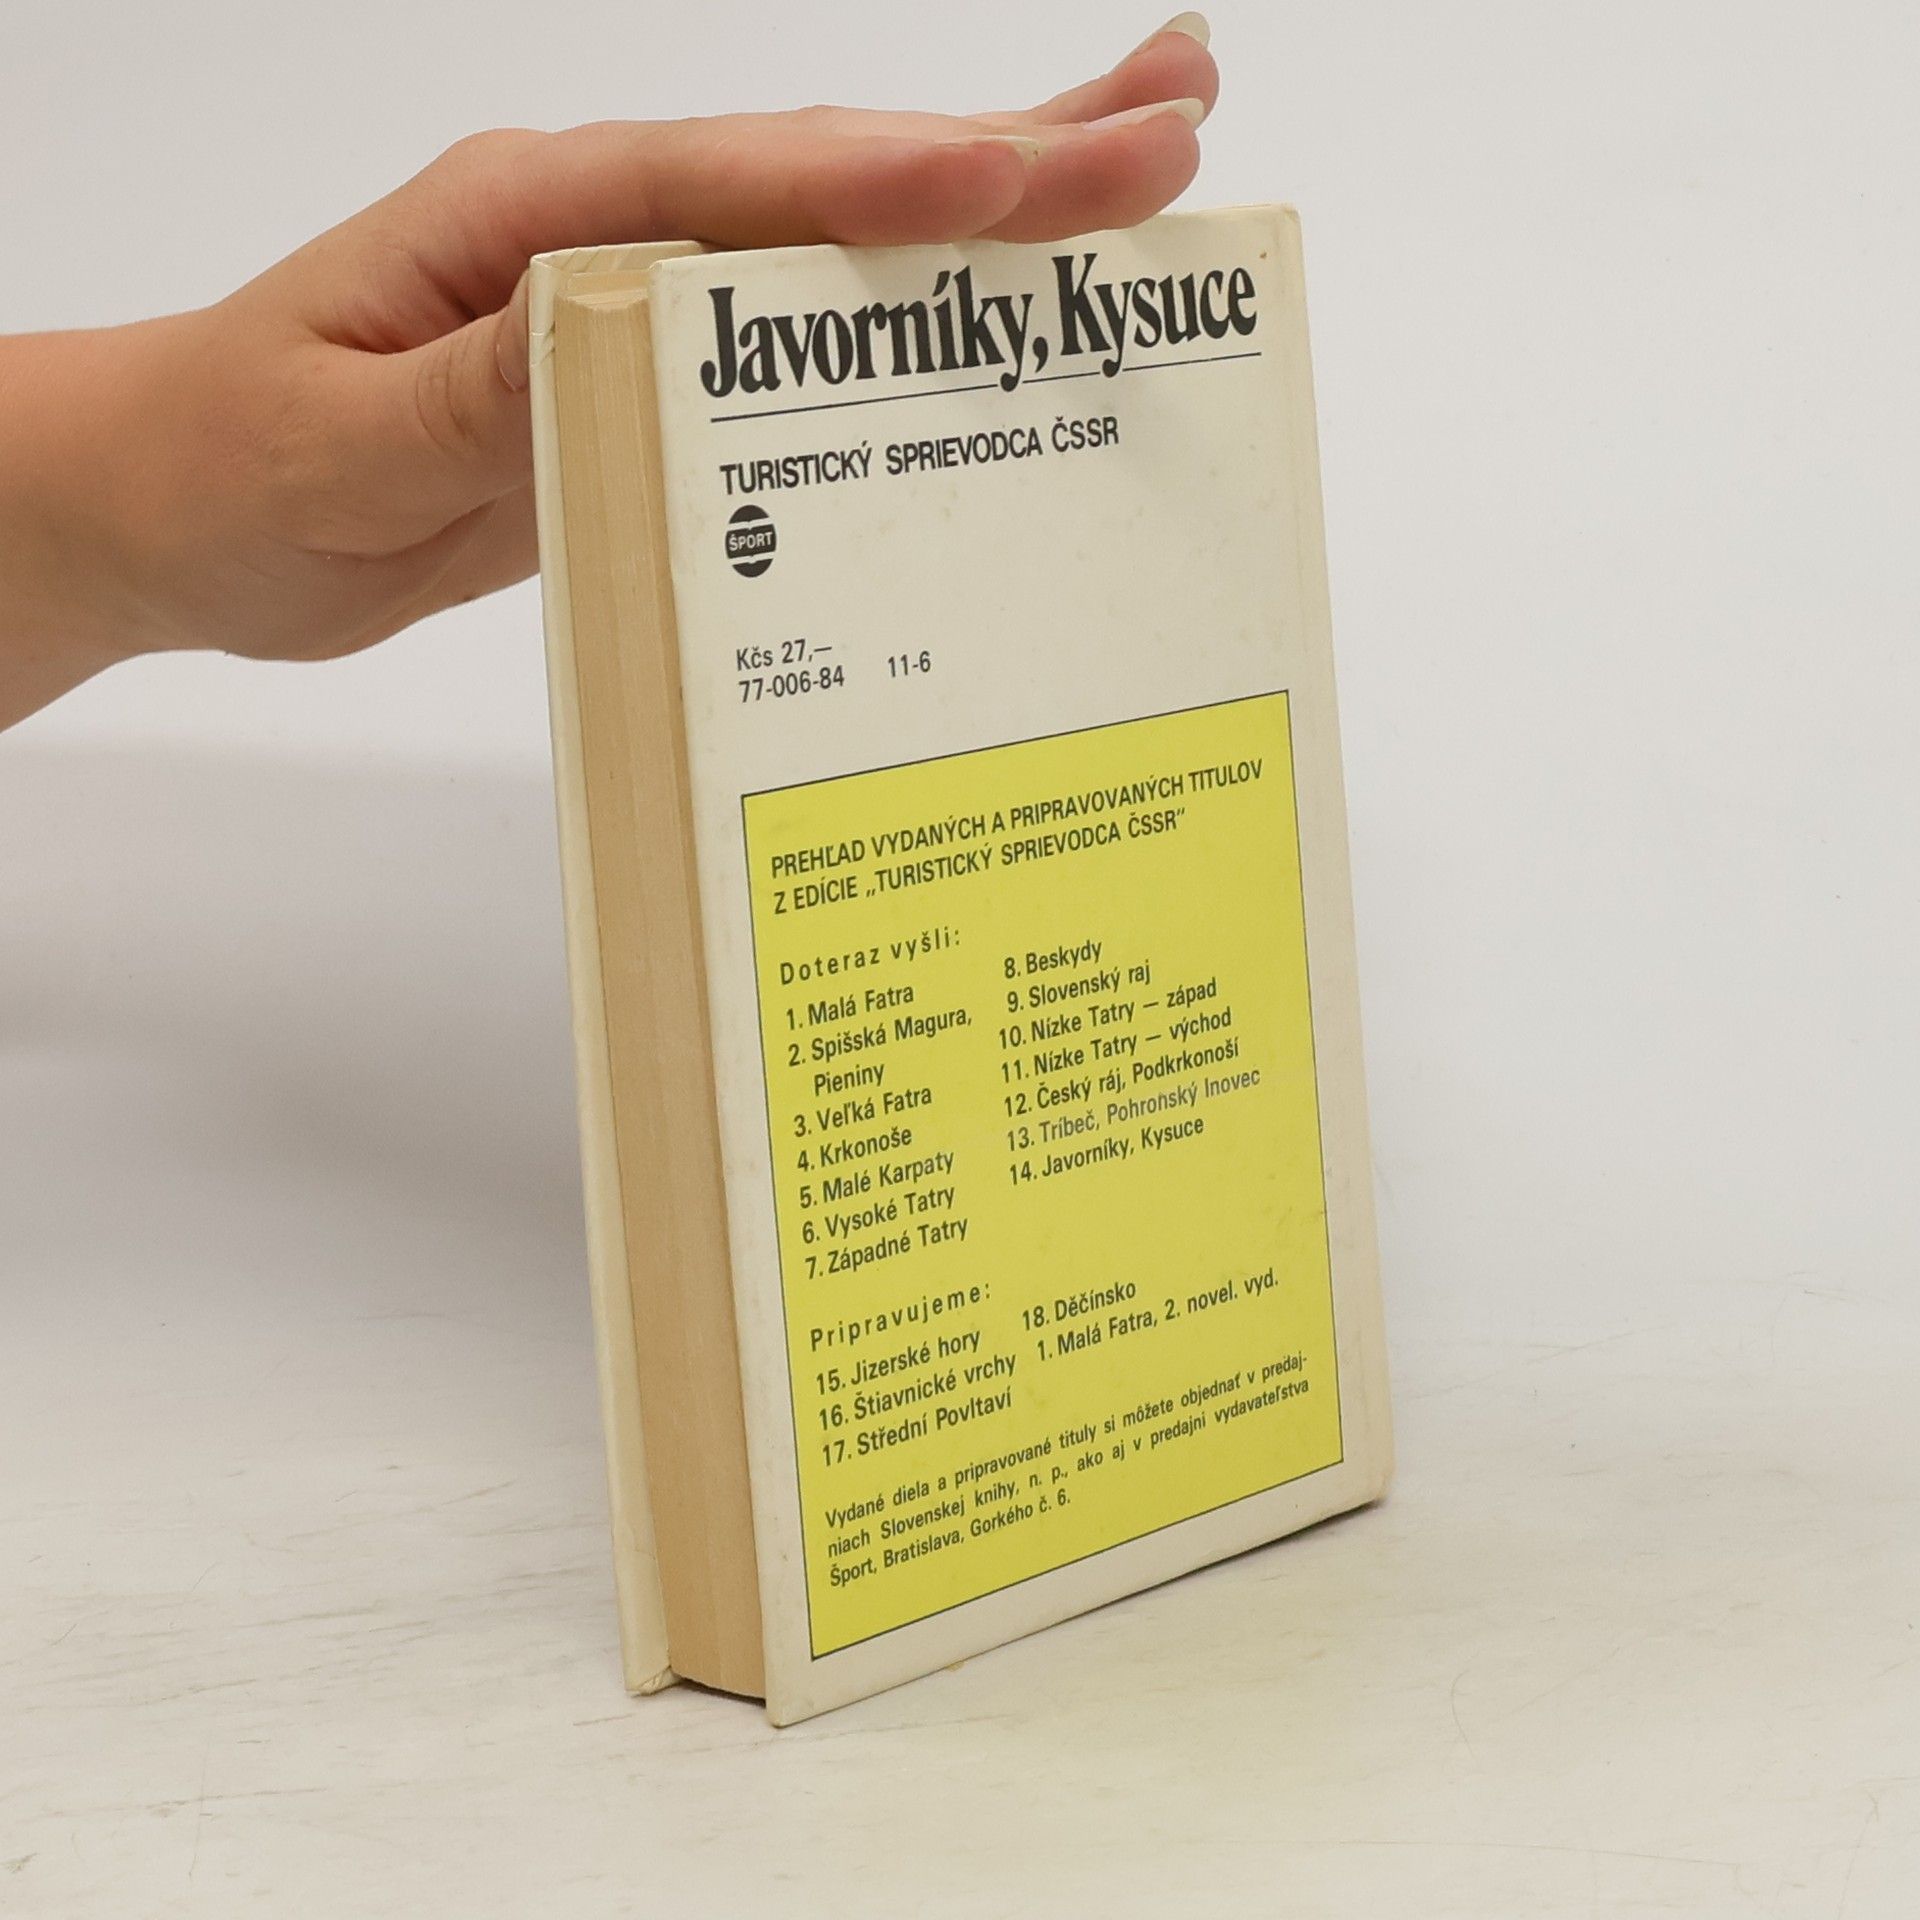 Javorníky, Kysuce
TURISTICKÝ SPRIEVODCA ČSSR
ŠPORT
Kčs 27,—
77-006-84 11-6
PREHĽAD VYDANÝCH A PRIPRAVOVANÝCH TITULOV
Z EDÍCIE „TURISTICKÝ SPRIEVODCA ČSSR“
Doteraz vyšli:
1. Malá Fatra
2. Spišská Magura,
Pieniny
3. Veľká Fatra
4. Krkonoše
5. Malé Karpaty
6. Vysoké Tatry
7. Západné Tatry
8. Beskydy
9. Slovenský raj
10. Nízke Tatry — západ
11. Nízke Tatry — východ
12. Český ráj, Podkrkonoší
13. Tríbeč, Pohronský Inovec
14. Javorníky, Kysuce
Pripravujeme:
15. Jizerské hory
16. Štiavnické vrchy
17. Střední Povltaví
18. Děčínsko
1. Malá Fatra, 2. novel. vyd.
Vydané diela a pripravované tituly si môžete objednať v predaj-
niach Slovenskej knihy, n. p., ako aj v predajni vydavateľstva
Šport, Bratislava, Gorkého č. 6.